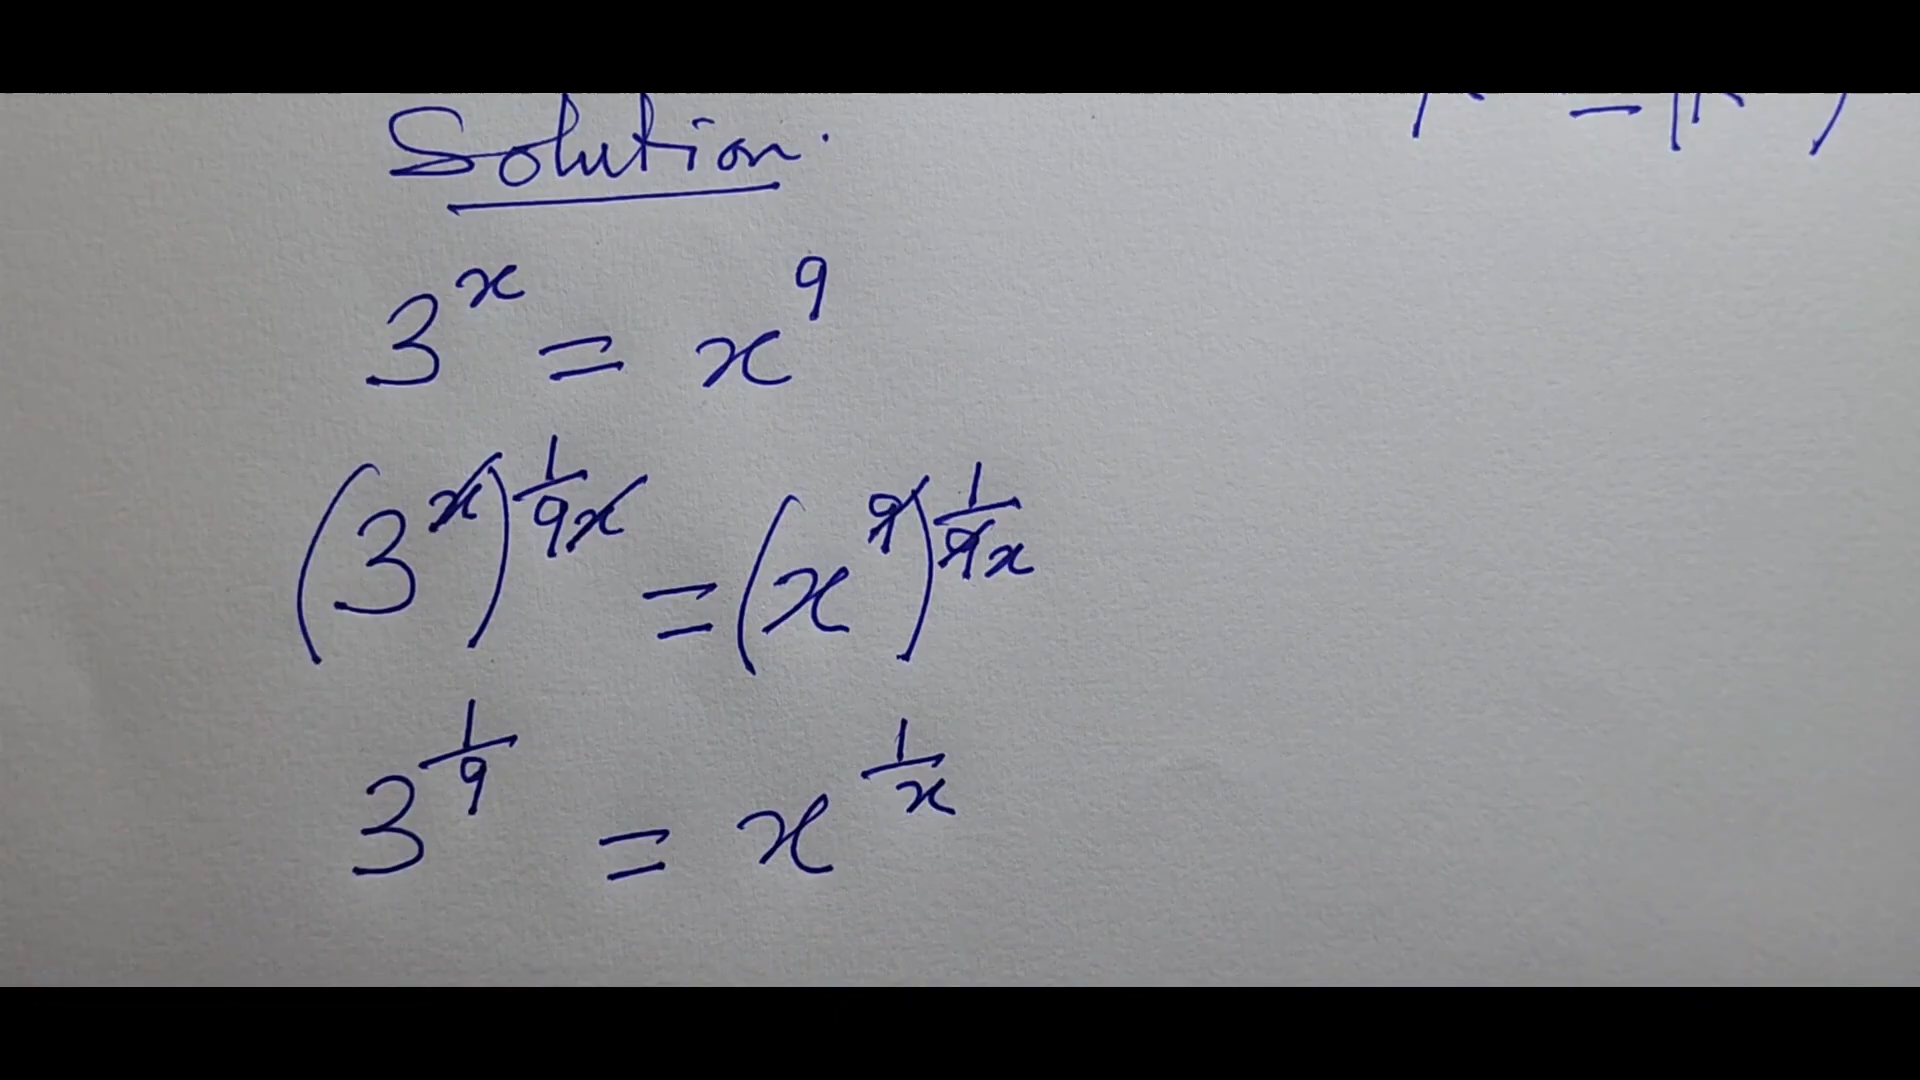 Solution.
3^x = x^9
(3^x)^(1/9x) = (x^9)^(1/9x)
3^(1/9) = x^(1/x)